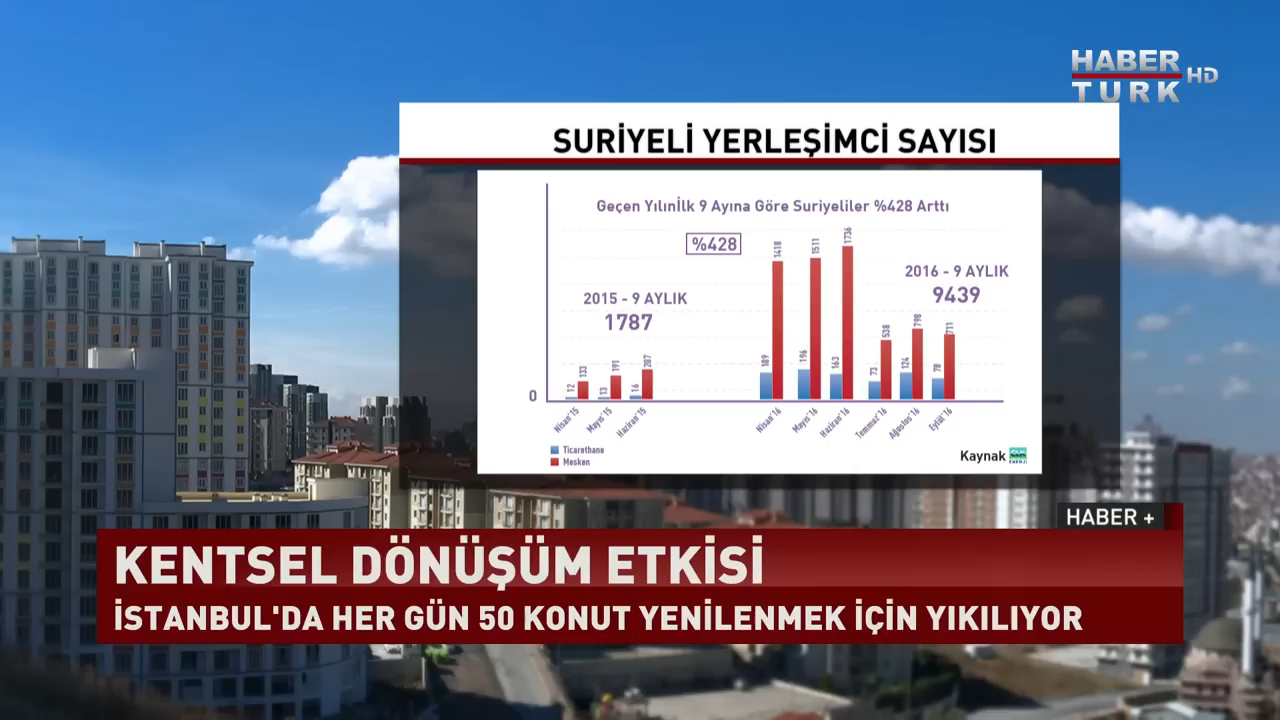 HABER
TURK HD
SURİYELİ YERLEŞİMCİ SAYISI
Geçen Yılınİlk 9 Ayına Göre Suriyeliler %428 Arttı
%428
2015 - 9 AYLIK
1787
2016 - 9 AYLIK
9439
12 133 13 191 16 207 189 1418 196 1511 163 1736 73 538 124 798 78 711
0
Nisan'15 Mayıs'15 Haziran'15 Nisan'16 Mayıs'16 Haziran'16 Temmuz'16 Ağustos'16 Eylül'16
Ticarethane
Mesken
Kaynak
ENERJİ
HABER +
KENTSEL DÖNÜŞÜM ETKİSİ
İSTANBUL'DA HER GÜN 50 KONUT YENİLENMEK İÇİN YIKILIYOR